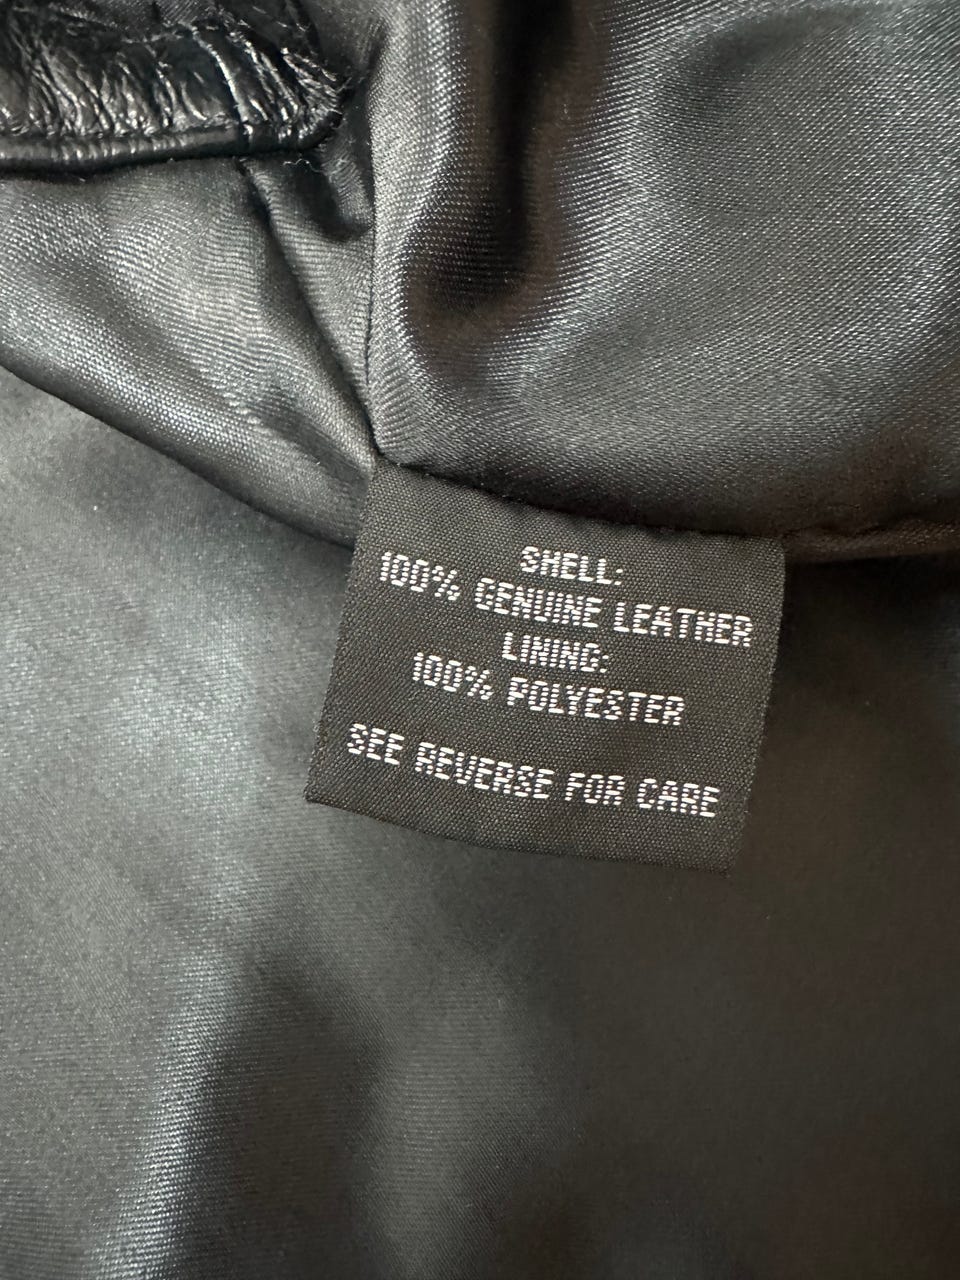 SHELL:
100% GENUINE LEATHER
LINING:
100% POLYESTER
SEE REVERSE FOR CARE